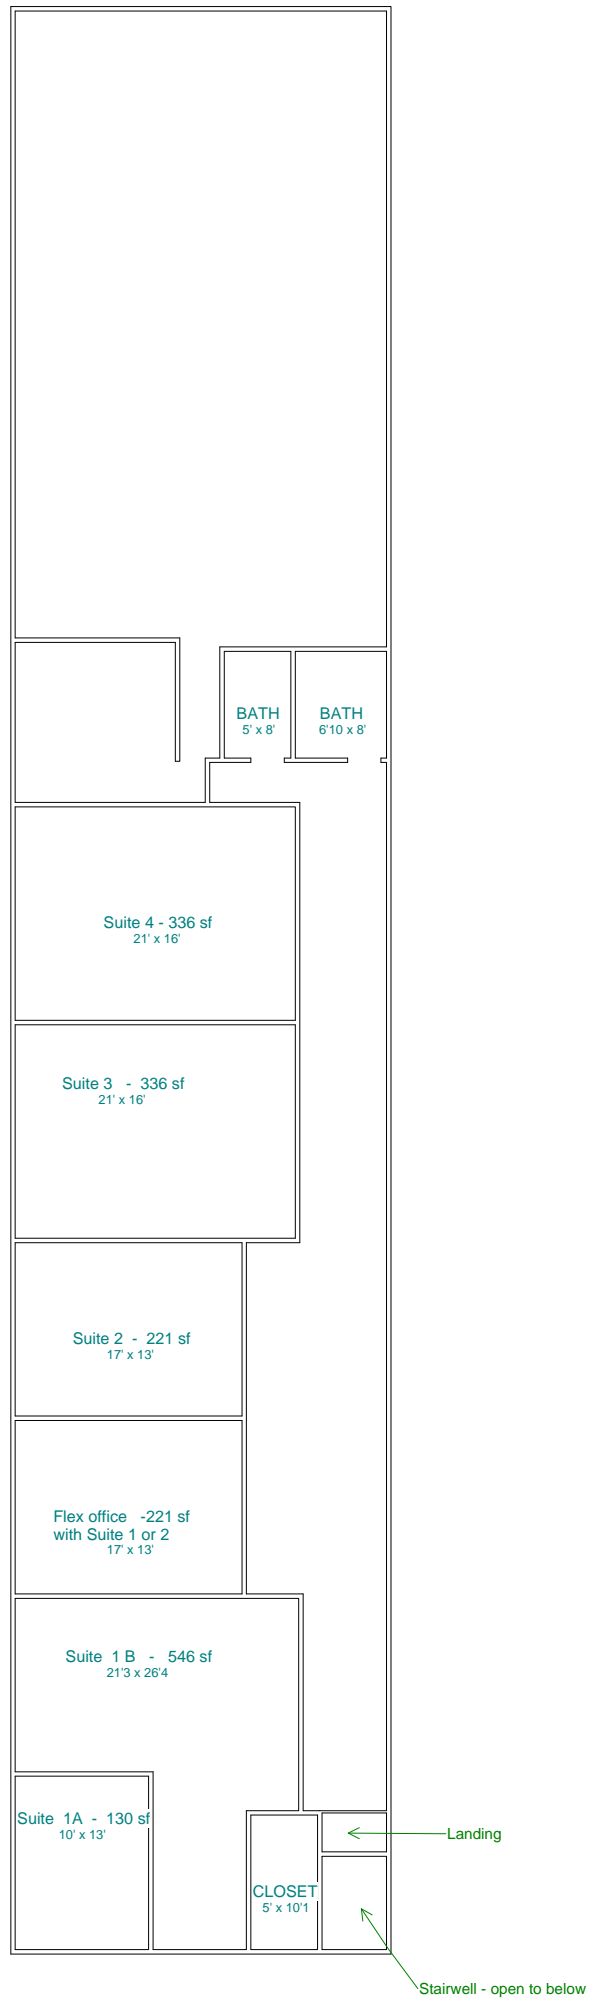 BATH
5' x 8'
BATH
6'10 x 8'
Suite 4 - 336 sf
21' x 16'
Suite 3 - 336 sf
21' x 16'
Suite 2 - 221 sf
17' x 13'
Flex office -221 sf
with Suite 1 or 2
17' x 13'
Suite 1 B - 546 sf
21'3 x 26'4
Suite 1A - 130 sf
10' x 13'
Landing
CLOSET
5' x 10'1
Stairwell - open to below